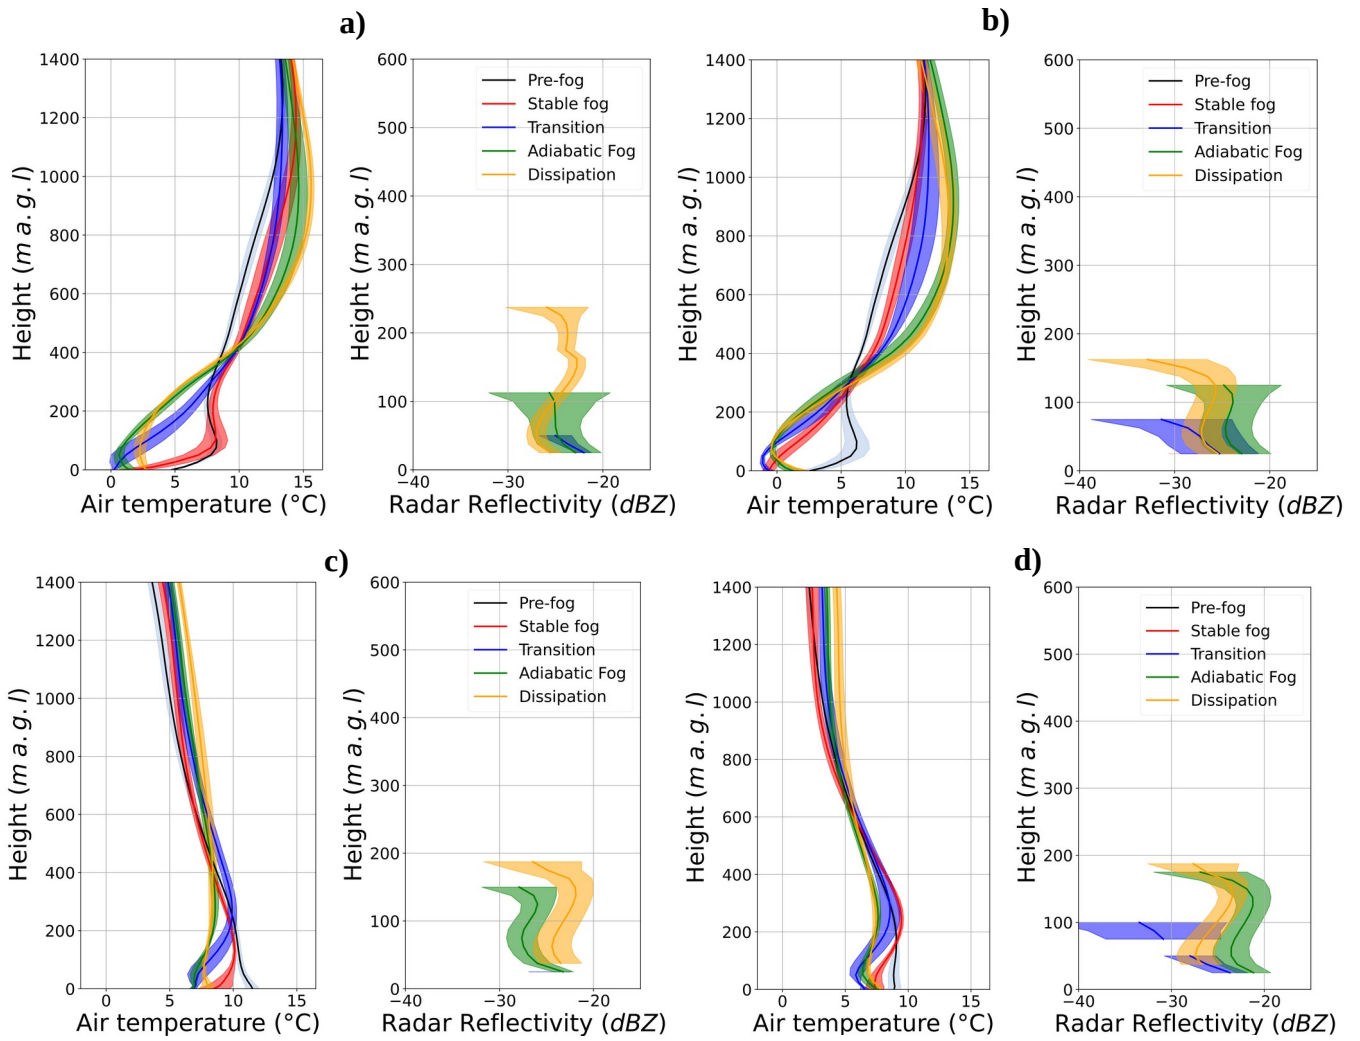 a)
1400
1200
1000
800
600
400
200
0
Height (m a.g.l)
0
5
10
15
Air temperature (°C)
600
500
400
300
200
100
0
Height (m a.g.l)
Pre-fog
Stable fog
Transition
Adiabatic Fog
Dissipation
−40
−30
−20
Radar Reflectivity (dBZ)
b)
1400
1200
1000
800
600
400
200
0
Height (m a.g.l)
0
5
10
15
Air temperature (°C)
600
500
400
300
200
100
0
Height (m a.g.l)
Pre-fog
Stable fog
Transition
Adiabatic Fog
Dissipation
−40
−30
−20
Radar Reflectivity (dBZ)
c)
1400
1200
1000
800
600
400
200
0
Height (m a.g.l)
0
5
10
15
Air temperature (°C)
600
500
400
300
200
100
0
Height (m a.g.l)
Pre-fog
Stable fog
Transition
Adiabatic Fog
Dissipation
−40
−30
−20
Radar Reflectivity (dBZ)
d)
1400
1200
1000
800
600
400
200
0
Height (m a.g.l)
0
5
10
15
Air temperature (°C)
600
500
400
300
200
100
0
Height (m a.g.l)
Pre-fog
Stable fog
Transition
Adiabatic Fog
Dissipation
−40
−30
−20
Radar Reflectivity (dBZ)